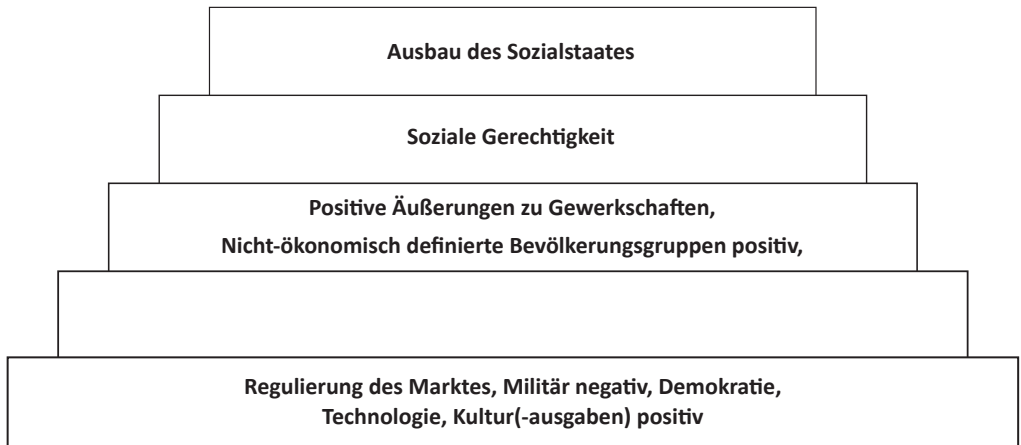 Ausbau des Sozialstaates
Soziale Gerechtigkeit
Positive Äußerungen zu Gewerkschaften,
Nicht-ökonomisch definierte Bevölkerungsgruppen positiv,
Regulierung des Marktes, Militär negativ, Demokratie,
Technologie, Kultur(-ausgaben) positiv